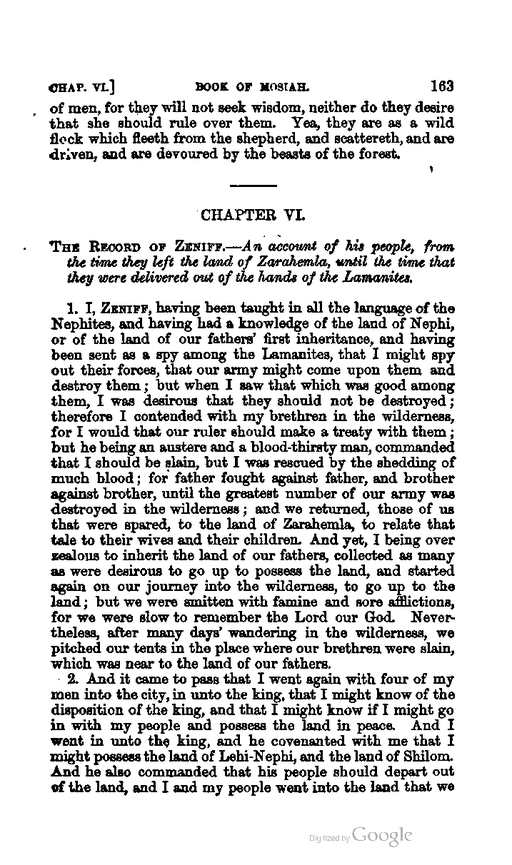 CHAP. VI.] BOOK OF MOSIAH. 163
of men, for they will not seek wisdom, neither do they desire
that she should rule over them. Yea, they are as a wild
flock which fleeth from the shepherd, and scattereth, and are
driven, and are devoured by the beasts of the forest.
CHAPTER VI.
THE RECORD OF ZENIFF.—An account of his people, from
the time they left the land of Zarahemla, until the time that
they were delivered out of the hands of the Lamanites.
1. I, ZENIFF, having been taught in all the language of the
Nephites, and having had a knowledge of the land of Nephi,
or of the land of our fathers' first inheritance, and having
been sent as a spy among the Lamanites, that I might spy
out their forces, that our army might come upon them and
destroy them; but when I saw that which was good among
them, I was desirous that they should not be destroyed;
therefore I contended with my brethren in the wilderness,
for I would that our ruler should make a treaty with them;
but he being an austere and a blood-thirsty man, commanded
that I should be slain, but I was rescued by the shedding of
much blood; for father fought against father, and brother
against brother, until the greatest number of our army was
destroyed in the wilderness; and we returned, those of us
that were spared, to the land of Zarahemla, to relate that
tale to their wives and their children. And yet, I being over
zealous to inherit the land of our fathers, collected as many
as were desirous to go up to possess the land, and started
again on our journey into the wilderness, to go up to the
land; but we were smitten with famine and sore afflictions,
for we were slow to remember the Lord our God. Never-
theless, after many days' wandering in the wilderness, we
pitched our tents in the place where our brethren were slain,
which was near to the land of our fathers.
2. And it came to pass that I went again with four of my
men into the city, in unto the king, that I might know of the
disposition of the king, and that I might know if I might go
in with my people and possess the land in peace. And I
went in unto the king, and he covenanted with me that I
might possess the land of Lehi-Nephi, and the land of Shilom.
And he also commanded that his people should depart out
of the land, and I and my people went into the land that we
Digitized by Google